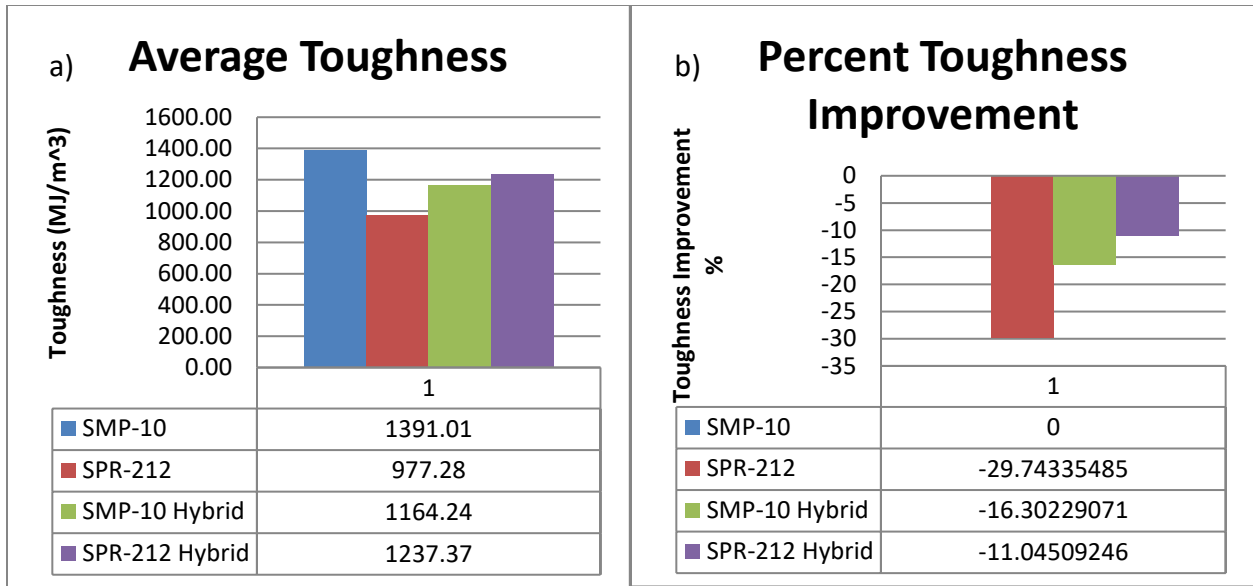 a) Average Toughness
Toughness (MJ/m^3)
1600.00
1400.00
1200.00
1000.00
800.00
600.00
400.00
200.00
0.00
1
SMP-10 1391.01
SPR-212 977.28
SMP-10 Hybrid 1164.24
SPR-212 Hybrid 1237.37
b) Percent Toughness
Improvement
Toughness Improvement
%
0
-5
-10
-15
-20
-25
-30
-35
1
SMP-10 0
SPR-212 -29.74335485
SMP-10 Hybrid -16.30229071
SPR-212 Hybrid -11.04509246